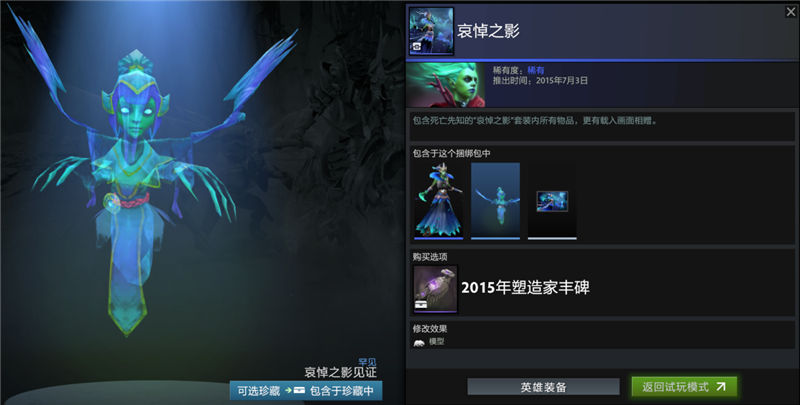 罕见
哀悼之影见证
可选珍藏 包含于珍藏中
哀悼之影
稀有度：稀有
推出时间：2015年7月3日
包含死亡先知的“哀悼之影”套装内所有物品，更有载入画面相赠。
包含于这个捆绑包中
购买选项
2015年塑造家丰碑
修改效果
模型
英雄装备
返回试玩模式